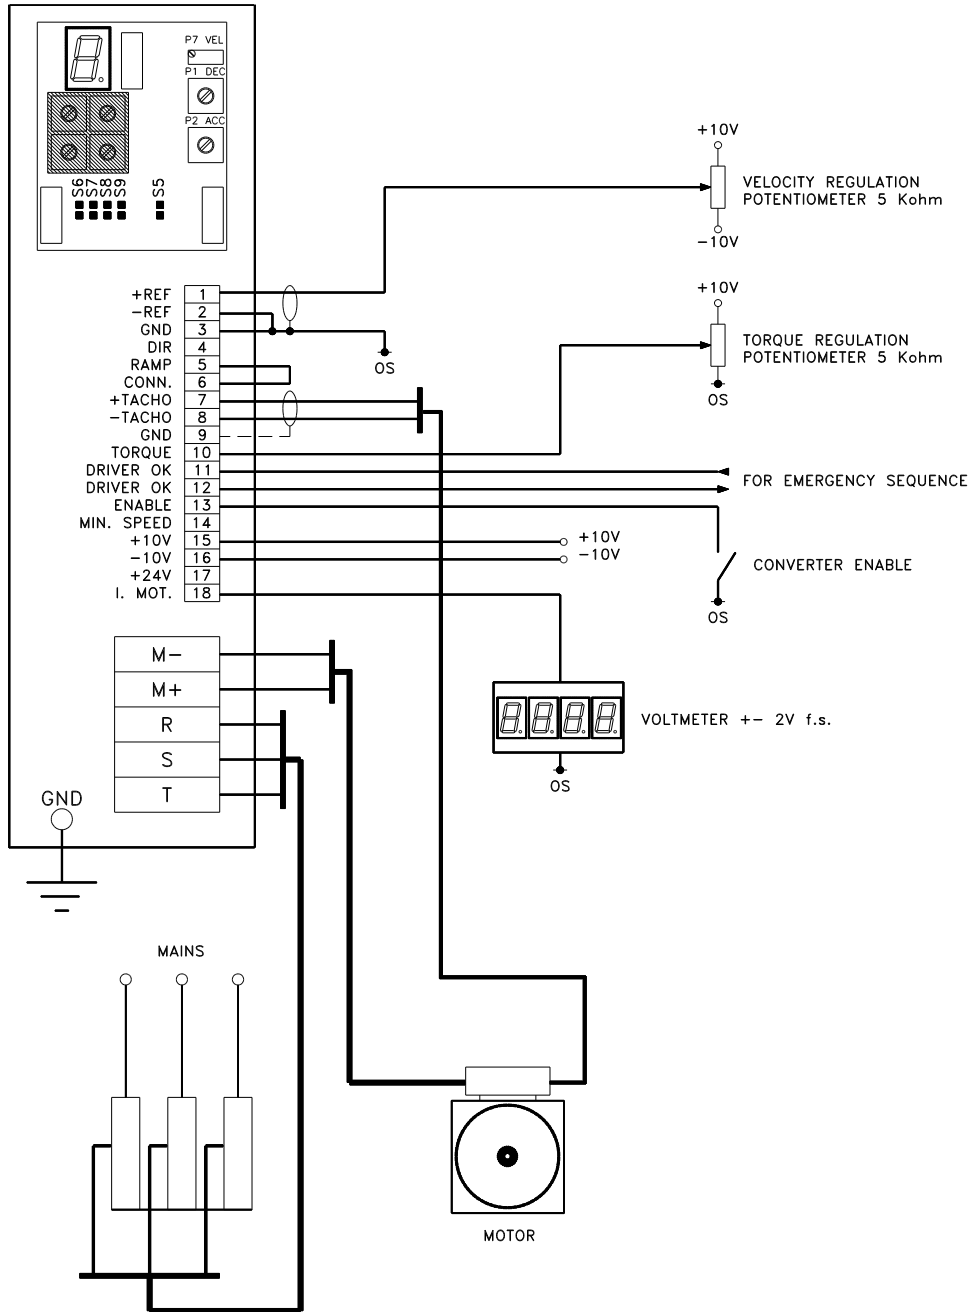 P7 VEL
P1 DEC
P2 ACC
S6
S7
S8
S9
S5
+10V
VELOCITY REGULATION
POTENTIOMETER 5 Kohm
-10V
+10V
TORQUE REGULATION
POTENTIOMETER 5 Kohm
OS
+REF 1
-REF 2
GND 3
DIR 4
RAMP 5
CONN. 6
+TACHO 7
-TACHO 8
GND 9
TORQUE 10
DRIVER OK 11
DRIVER OK 12
ENABLE 13
MIN. SPEED 14
+10V 15
-10V 16
+24V 17
I. MOT. 18
OS
FOR EMERGENCY SEQUENCE
+10V
-10V
CONVERTER ENABLE
OS
M-
M+
R
S
T
8.8.8.8.
VOLTMETER +- 2V f.s.
OS
GND
MAINS
MOTOR